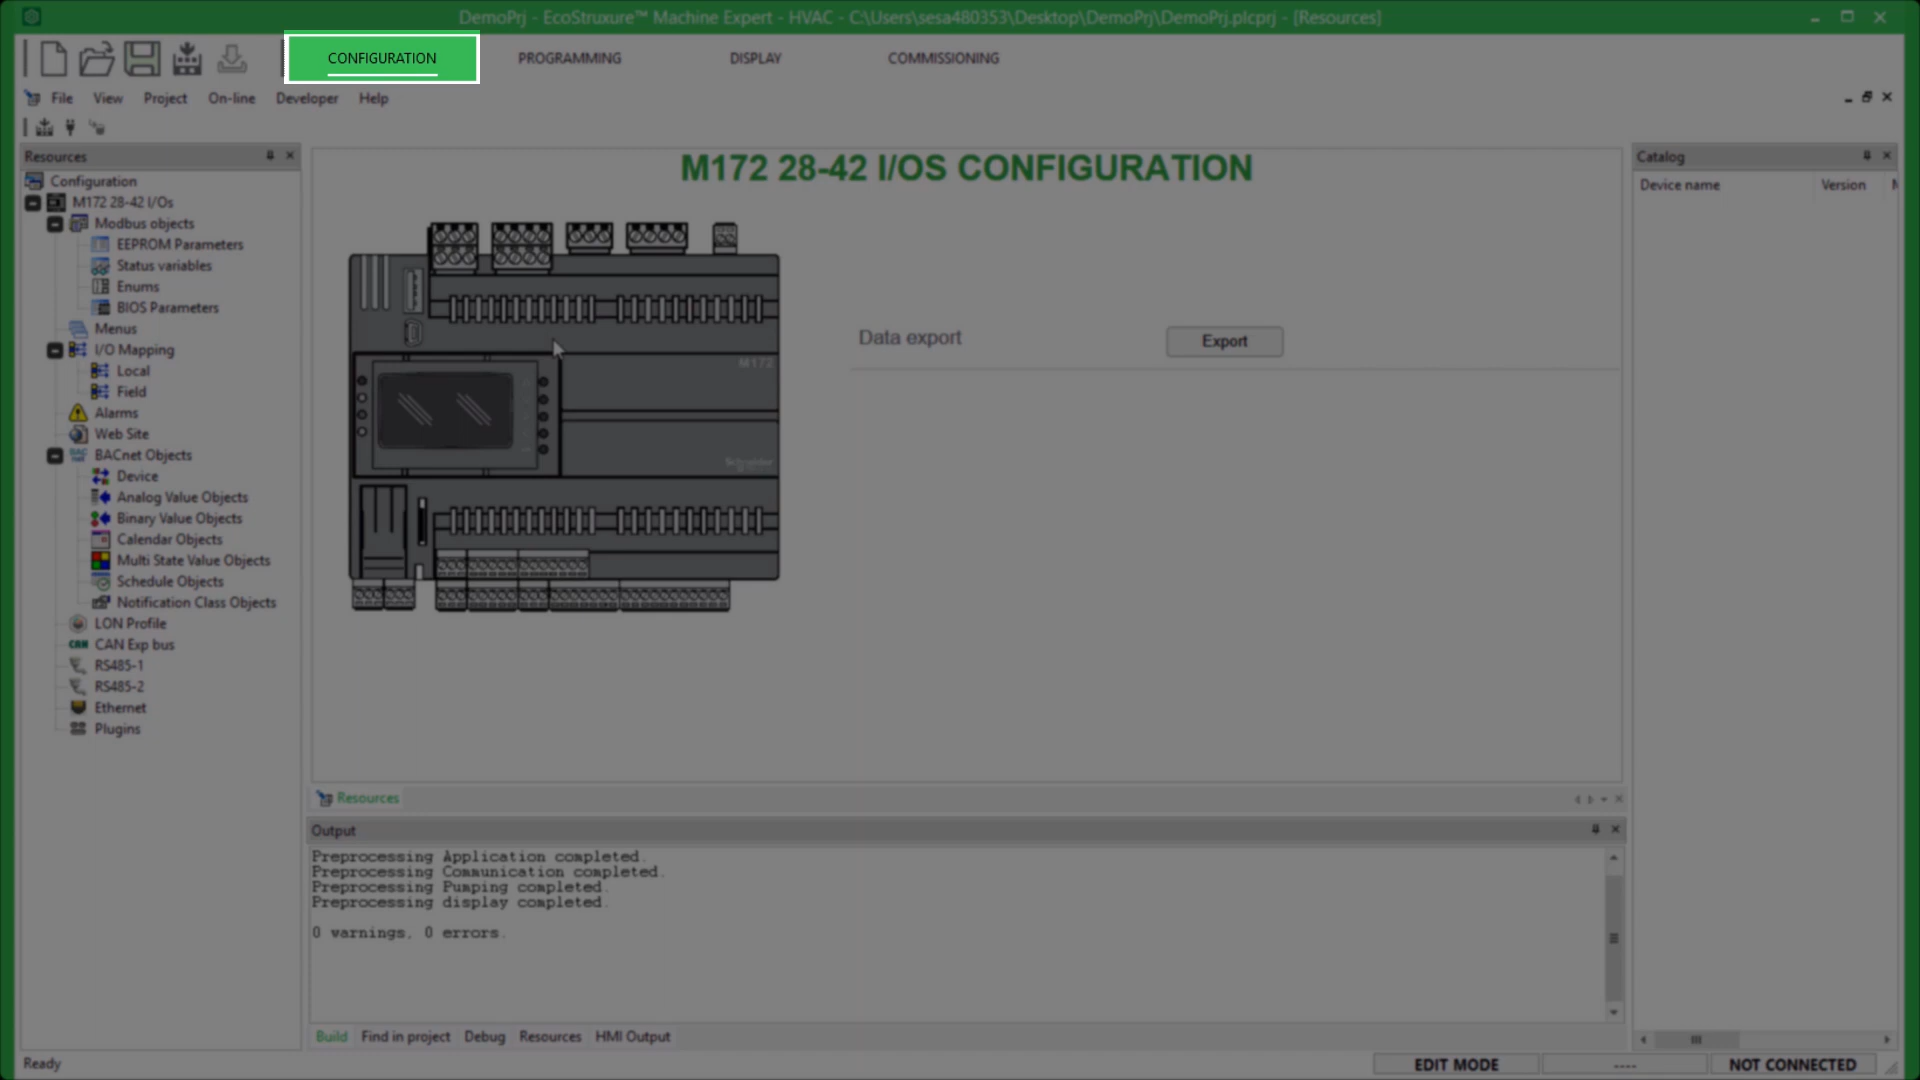 DemoPrj - EcoStruxure™ Machine Expert - HVAC - C:\Users\sesa480353\Desktop\DemoPrj\DemoPrj.plcprj - [Resources]
CONFIGURATION PROGRAMMING DISPLAY COMMISSIONING
File View Project On-line Developer Help
Resources
Configuration
M172 28-42 I/Os
Modbus objects
EEPROM Parameters
Status variables
Enums
BIOS Parameters
Menus
I/O Mapping
Local
Field
Alarms
Web Site
BACnet Objects
Device
Analog Value Objects
Binary Value Objects
Calendar Objects
Multi State Value Objects
Schedule Objects
Notification Class Objects
LON Profile
CAN CAN Exp bus
RS485-1
RS485-2
Ethernet
Plugins
M172 28-42 I/OS CONFIGURATION
M172
Schneider
Data export Export
Catalog
Device name Version
Resources
Output
Preprocessing Application completed.
Preprocessing Communication completed.
Preprocessing Pumping completed.
Preprocessing display completed.
0 warnings, 0 errors.
Build Find in project Debug Resources HMI Output
Ready EDIT MODE ---- NOT CONNECTED